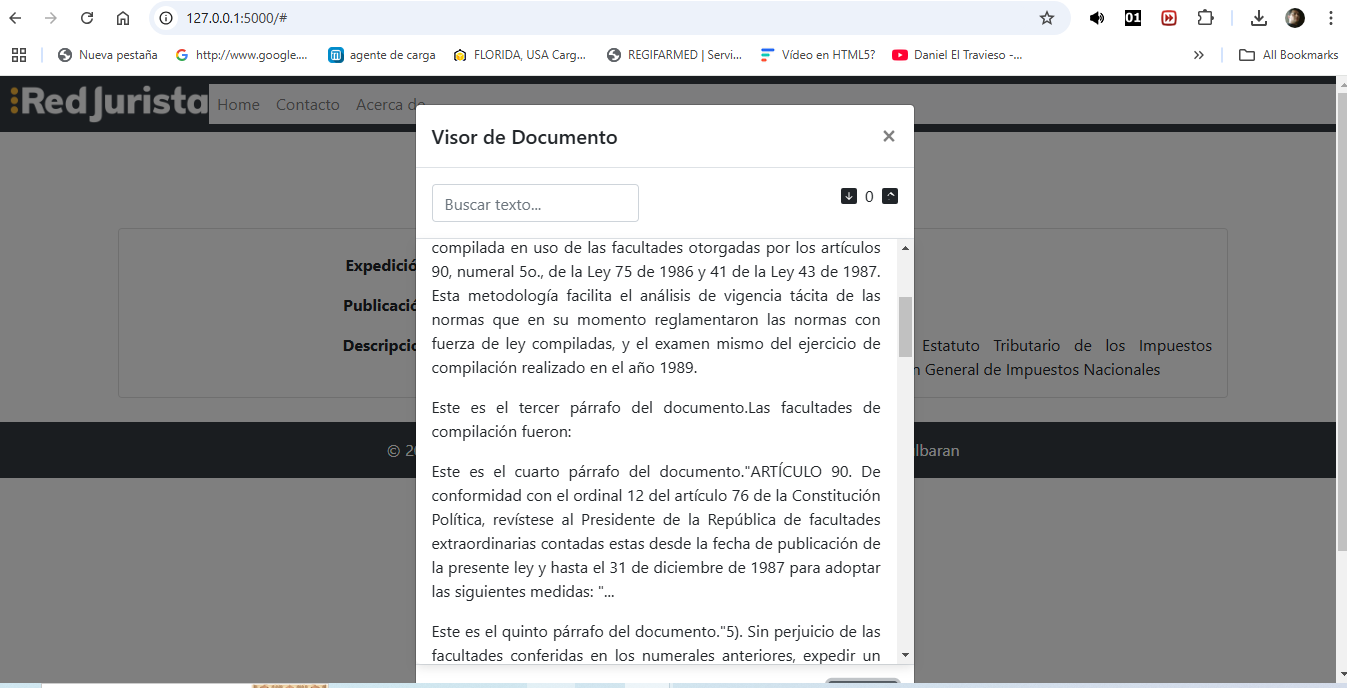 127.0.0.1:5000/#
01
Nueva pestaña
http://www.google....
agente de carga
FLORIDA, USA Carg...
REGIFARMED | Servi...
Vídeo en HTML5?
Daniel El Travieso -...
All Bookmarks
Red Jurista
Home Contacto Acerca de
Visor de Documento
Buscar texto...
0
compilada en uso de las facultades otorgadas por los artículos
90, numeral 5o., de la Ley 75 de 1986 y 41 de la Ley 43 de 1987.
Esta metodología facilita el análisis de vigencia tácita de las
normas que en su momento reglamentaron las normas con
fuerza de ley compiladas, y el examen mismo del ejercicio de
compilación realizado en el año 1989.
Este es el tercer párrafo del documento.Las facultades de
compilación fueron:
Este es el cuarto párrafo del documento."ARTÍCULO 90. De
conformidad con el ordinal 12 del artículo 76 de la Constitución
Política, revístese al Presidente de la República de facultades
extraordinarias contadas estas desde la fecha de publicación de
la presente ley y hasta el 31 de diciembre de 1987 para adoptar
las siguientes medidas: "...
Este es el quinto párrafo del documento."5). Sin perjuicio de las
facultades conferidas en los numerales anteriores, expedir un
Expedició
Publicació
Descripcio
Estatuto Tributario de los Impuestos
n General de Impuestos Nacionales
© 2
lbaran